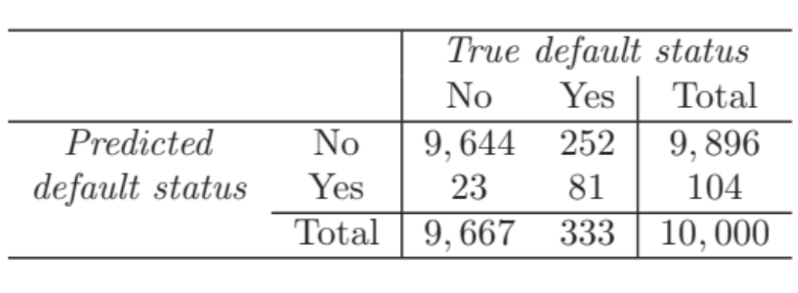 True default status
No Yes Total
Predicted No 9,644 252 9,896
default status Yes 23 81 104
Total 9,667 333 10,000